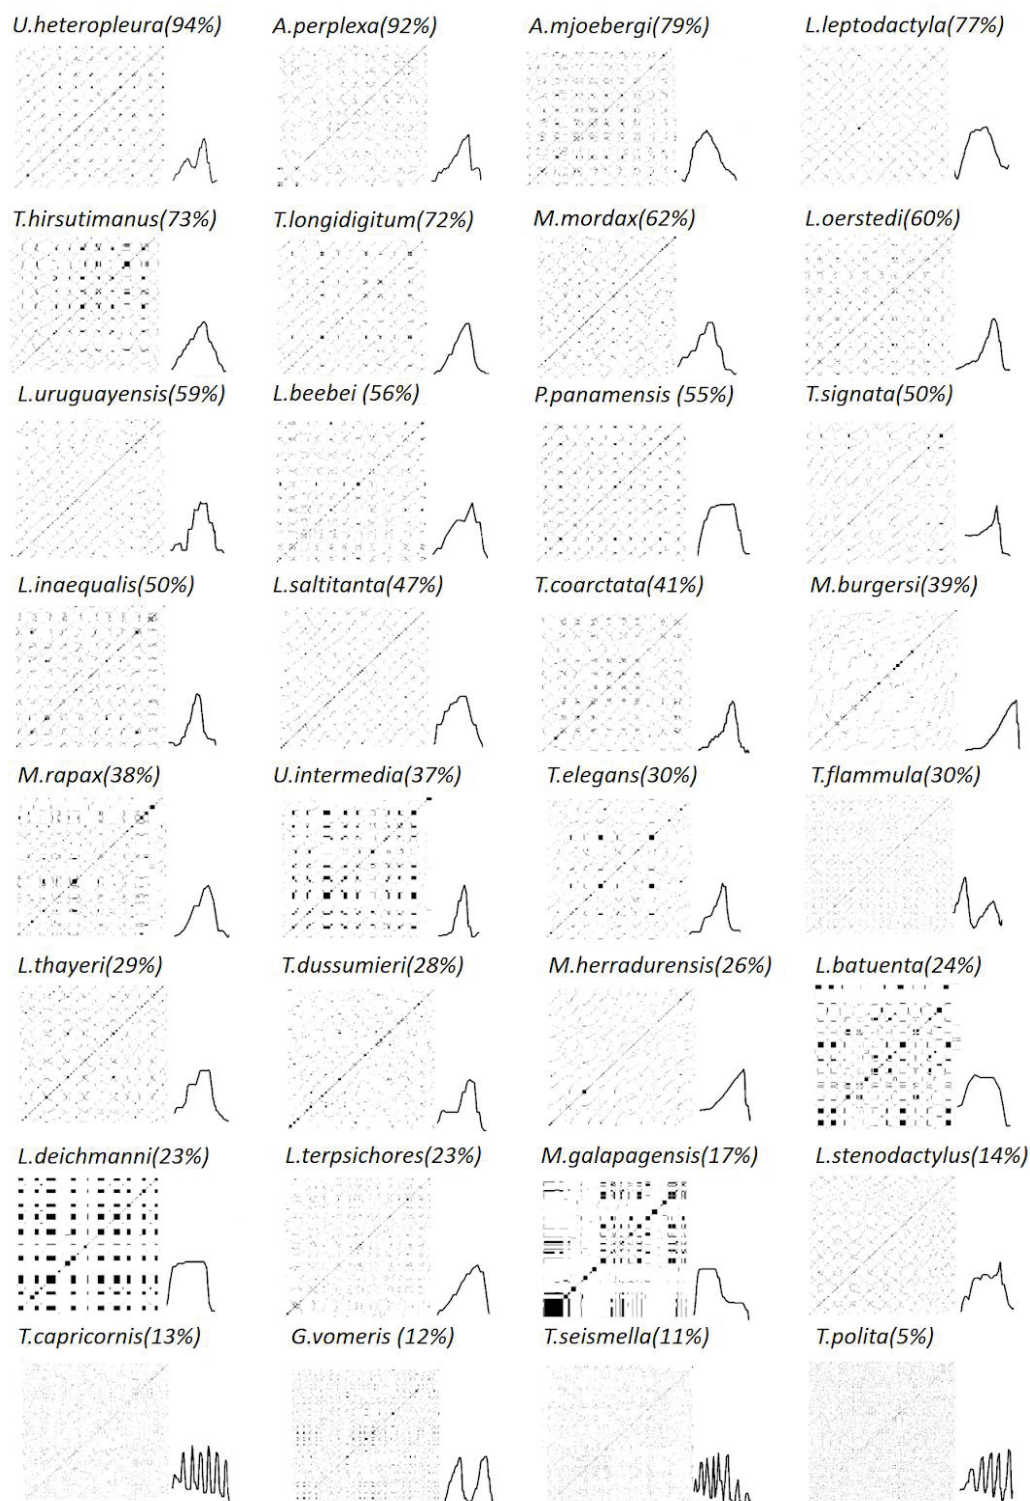 U.heteropleura(94%) A.perplexa(92%) A.mjoebergi(79%) L.leptodactyla(77%)
T.hirsutimanus(73%) T.longidigitum(72%) M.mordax(62%) L.oerstedi(60%)
L.uruguayensis(59%) L.beebei (56%) P.panamensis (55%) T.signata(50%)
L.inaequalis(50%) L.saltitanta(47%) T.coarctata(41%) M.burgersi(39%)
M.rapax(38%) U.intermedia(37%) T.elegans(30%) T.flammula(30%)
L.thayeri(29%) T.dussumieri(28%) M.herradurensis(26%) L.batuenta(24%)
L.deichmanni(23%) L.terpsichores(23%) M.galapagensis(17%) L.stenodactylus(14%)
T.capricornis(13%) G.vomeris (12%) T.seismella(11%) T.polita(5%)